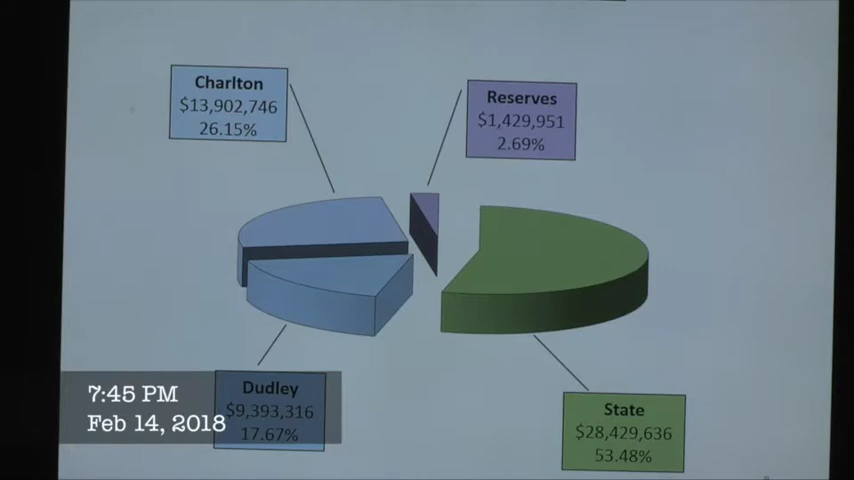 Charlton
$13,902,746
26.15%
Reserves
$1,429,951
2.69%
Dudley
$9,393,316
17.67%
State
$28,429,636
53.48%
7:45 PM
Feb 14, 2018